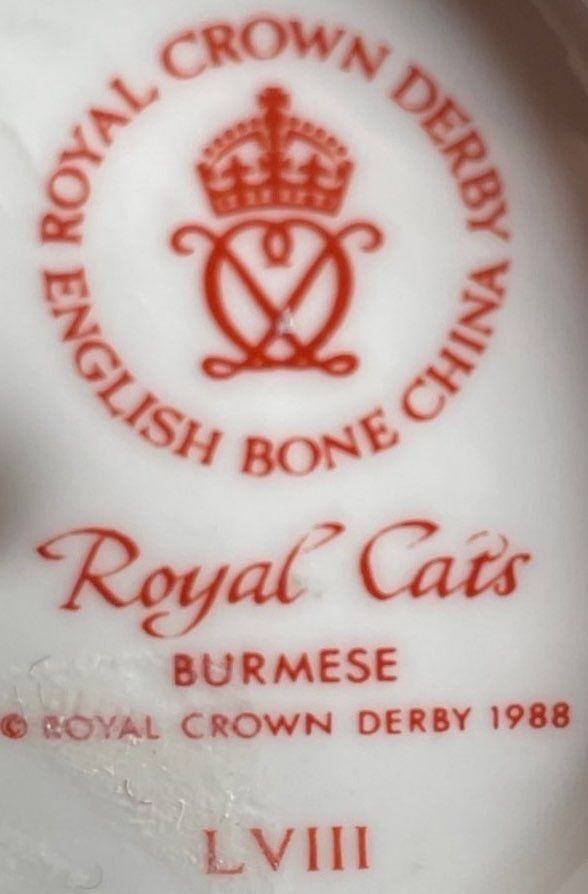 ROYAL CROWN DERBY
ENGLISH BONE CHINA
Royal Cats
BURMESE
© ROYAL CROWN DERBY 1988
LVIII